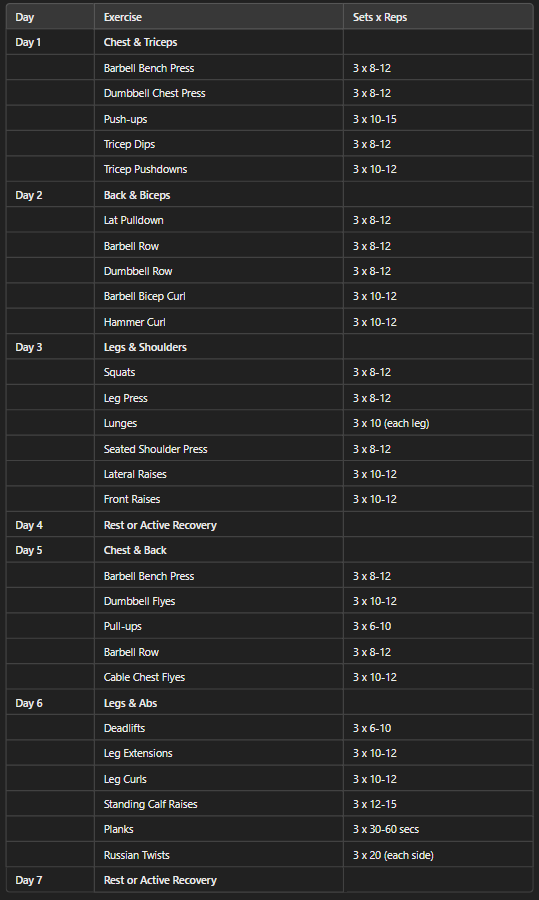 Day Exercise Sets x Reps
Day 1 Chest & Triceps
Barbell Bench Press 3 x 8-12
Dumbbell Chest Press 3 x 8-12
Push-ups 3 x 10-15
Tricep Dips 3 x 8-12
Tricep Pushdowns 3 x 10-12
Day 2 Back & Biceps
Lat Pulldown 3 x 8-12
Barbell Row 3 x 8-12
Dumbbell Row 3 x 8-12
Barbell Bicep Curl 3 x 10-12
Hammer Curl 3 x 10-12
Day 3 Legs & Shoulders
Squats 3 x 8-12
Leg Press 3 x 8-12
Lunges 3 x 10 (each leg)
Seated Shoulder Press 3 x 8-12
Lateral Raises 3 x 10-12
Front Raises 3 x 10-12
Day 4 Rest or Active Recovery
Day 5 Chest & Back
Barbell Bench Press 3 x 8-12
Dumbbell Flyes 3 x 10-12
Pull-ups 3 x 6-10
Barbell Row 3 x 8-12
Cable Chest Flyes 3 x 10-12
Day 6 Legs & Abs
Deadlifts 3 x 6-10
Leg Extensions 3 x 10-12
Leg Curls 3 x 10-12
Standing Calf Raises 3 x 12-15
Planks 3 x 30-60 secs
Russian Twists 3 x 20 (each side)
Day 7 Rest or Active Recovery